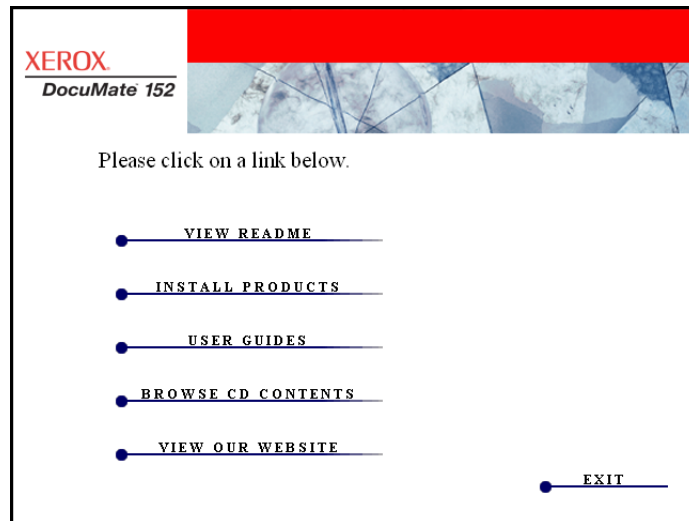 XEROX.
DocuMate 152
Please click on a link below.
VIEW README
INSTALL PRODUCTS
USER GUIDES
BROWSE CD CONTENTS
VIEW OUR WEBSITE
EXIT